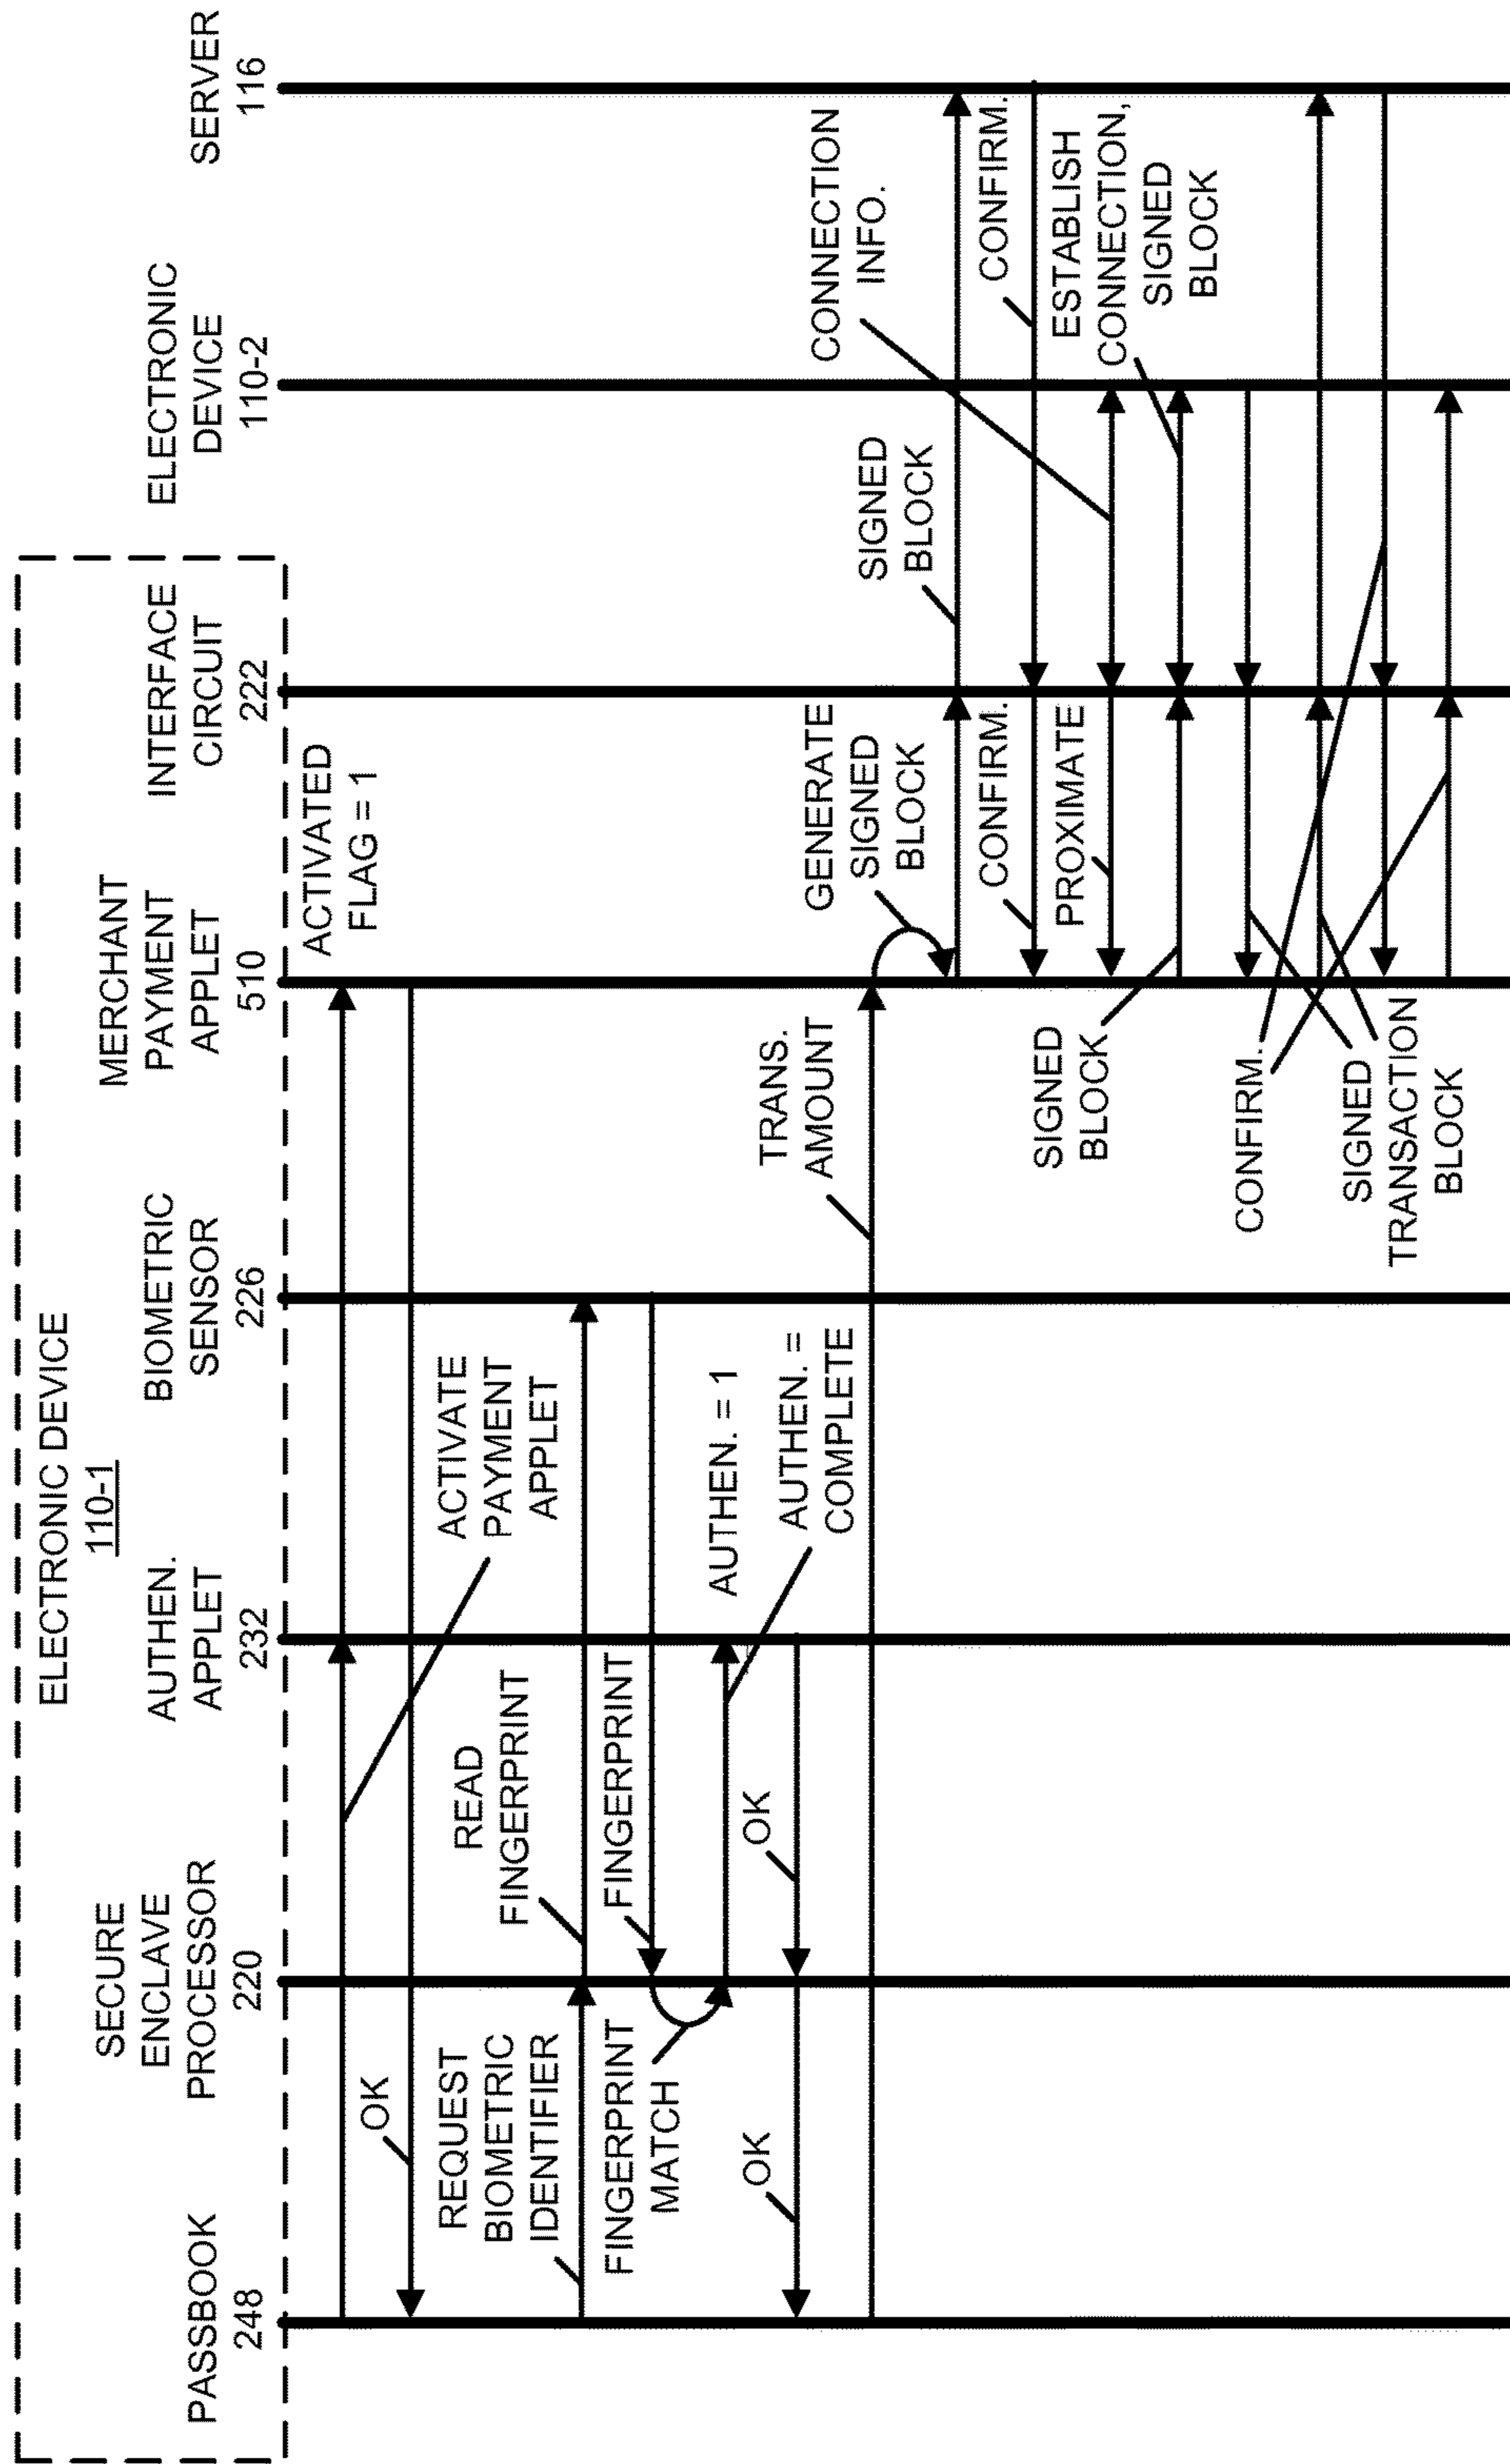 ELECTRONIC DEVICE
110-1
PASSBOOK
248
SECURE
ENCLAVE
PROCESSOR
220
AUTHEN.
APPLET
232
BIOMETRIC
SENSOR
226
MERCHANT
PAYMENT
APPLET
510
INTERFACE
CIRCUIT
222
ELECTRONIC
DEVICE
110-2
SERVER
116
ACTIVATED
FLAG = 1
OK
ACTIVATE
PAYMENT
APPLET
REQUEST
BIOMETRIC
IDENTIFIER
READ
FINGERPRINT
FINGERPRINT
FINGERPRINT
MATCH
AUTHEN. = 1
AUTHEN. =
COMPLETE
OK
OK
TRANS.
AMOUNT
GENERATE
SIGNED
BLOCK
SIGNED
BLOCK
CONNECTION
INFO.
CONFIRM.
CONFIRM.
PROXIMATE
ESTABLISH
CONNECTION,
SIGNED
BLOCK
SIGNED
BLOCK
CONFIRM.
SIGNED
TRANSACTION
BLOCK